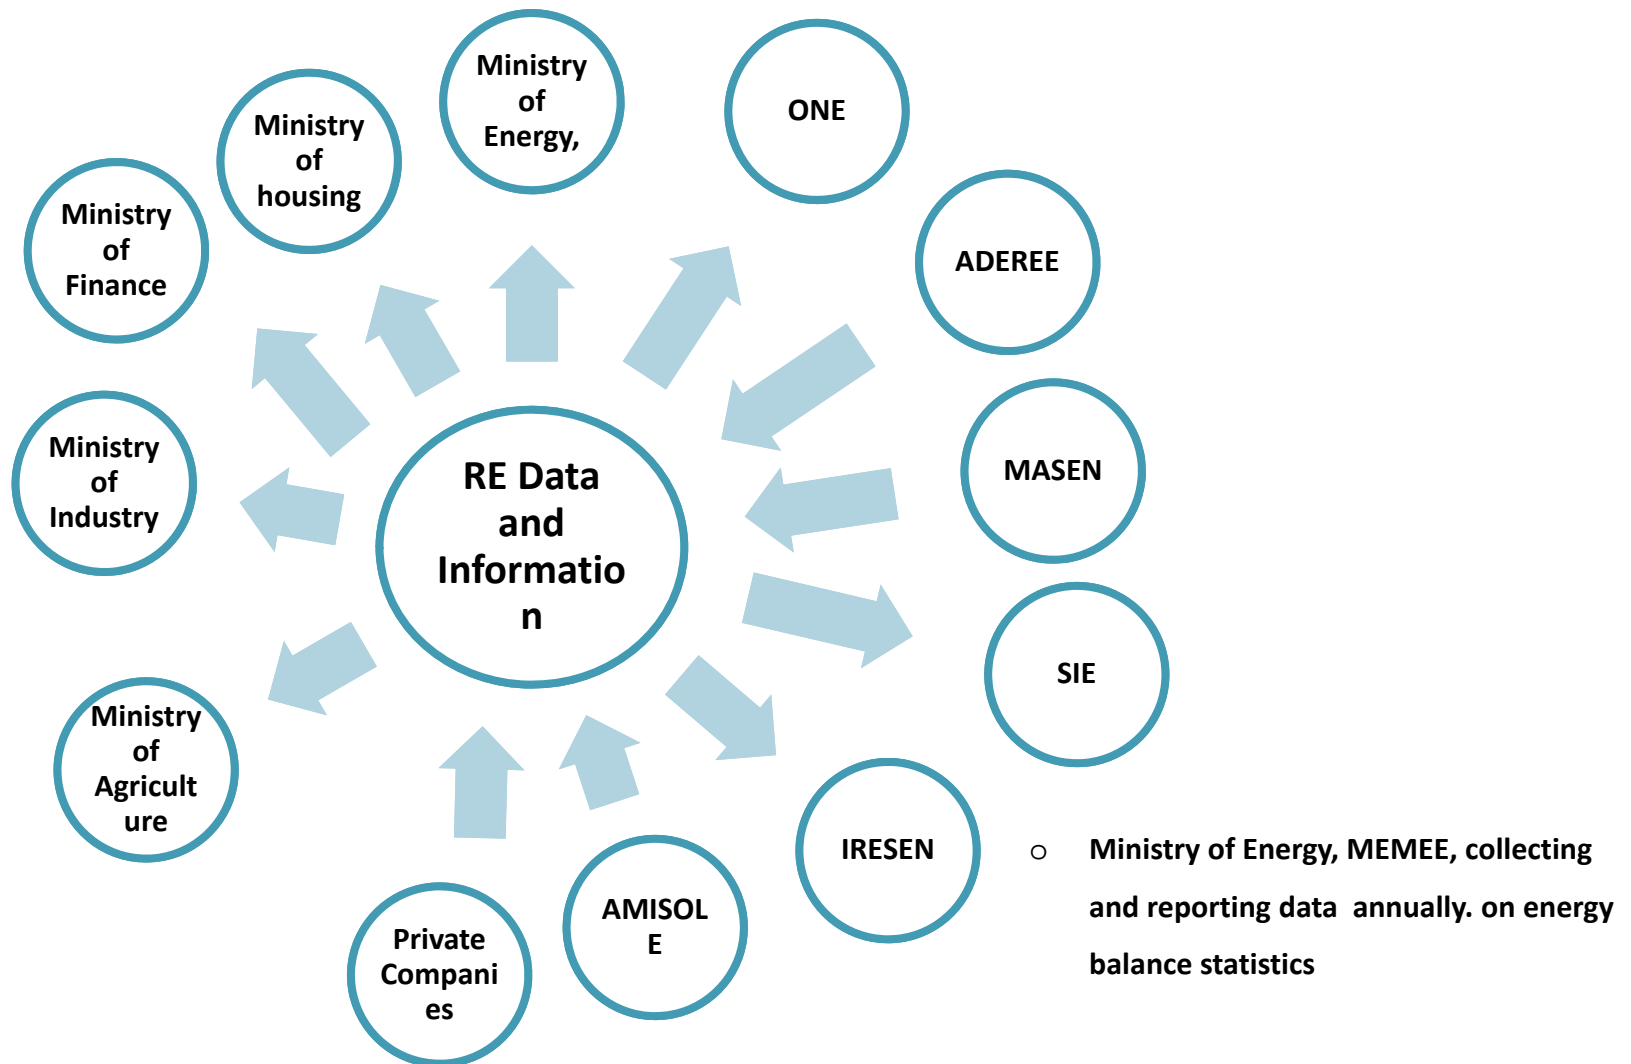 Ministry
of
Energy,
ONE
Ministry
of
housing
Ministry
of
Finance
ADEREE
Ministry
of
Industry
RE Data
and
Informatio
n
MASEN
SIE
Ministry
of
Agricult
ure
IRESEN
AMISOL
E
Private
Compani
es
o Ministry of Energy, MEMEE, collecting
and reporting data annually. on energy
balance statistics